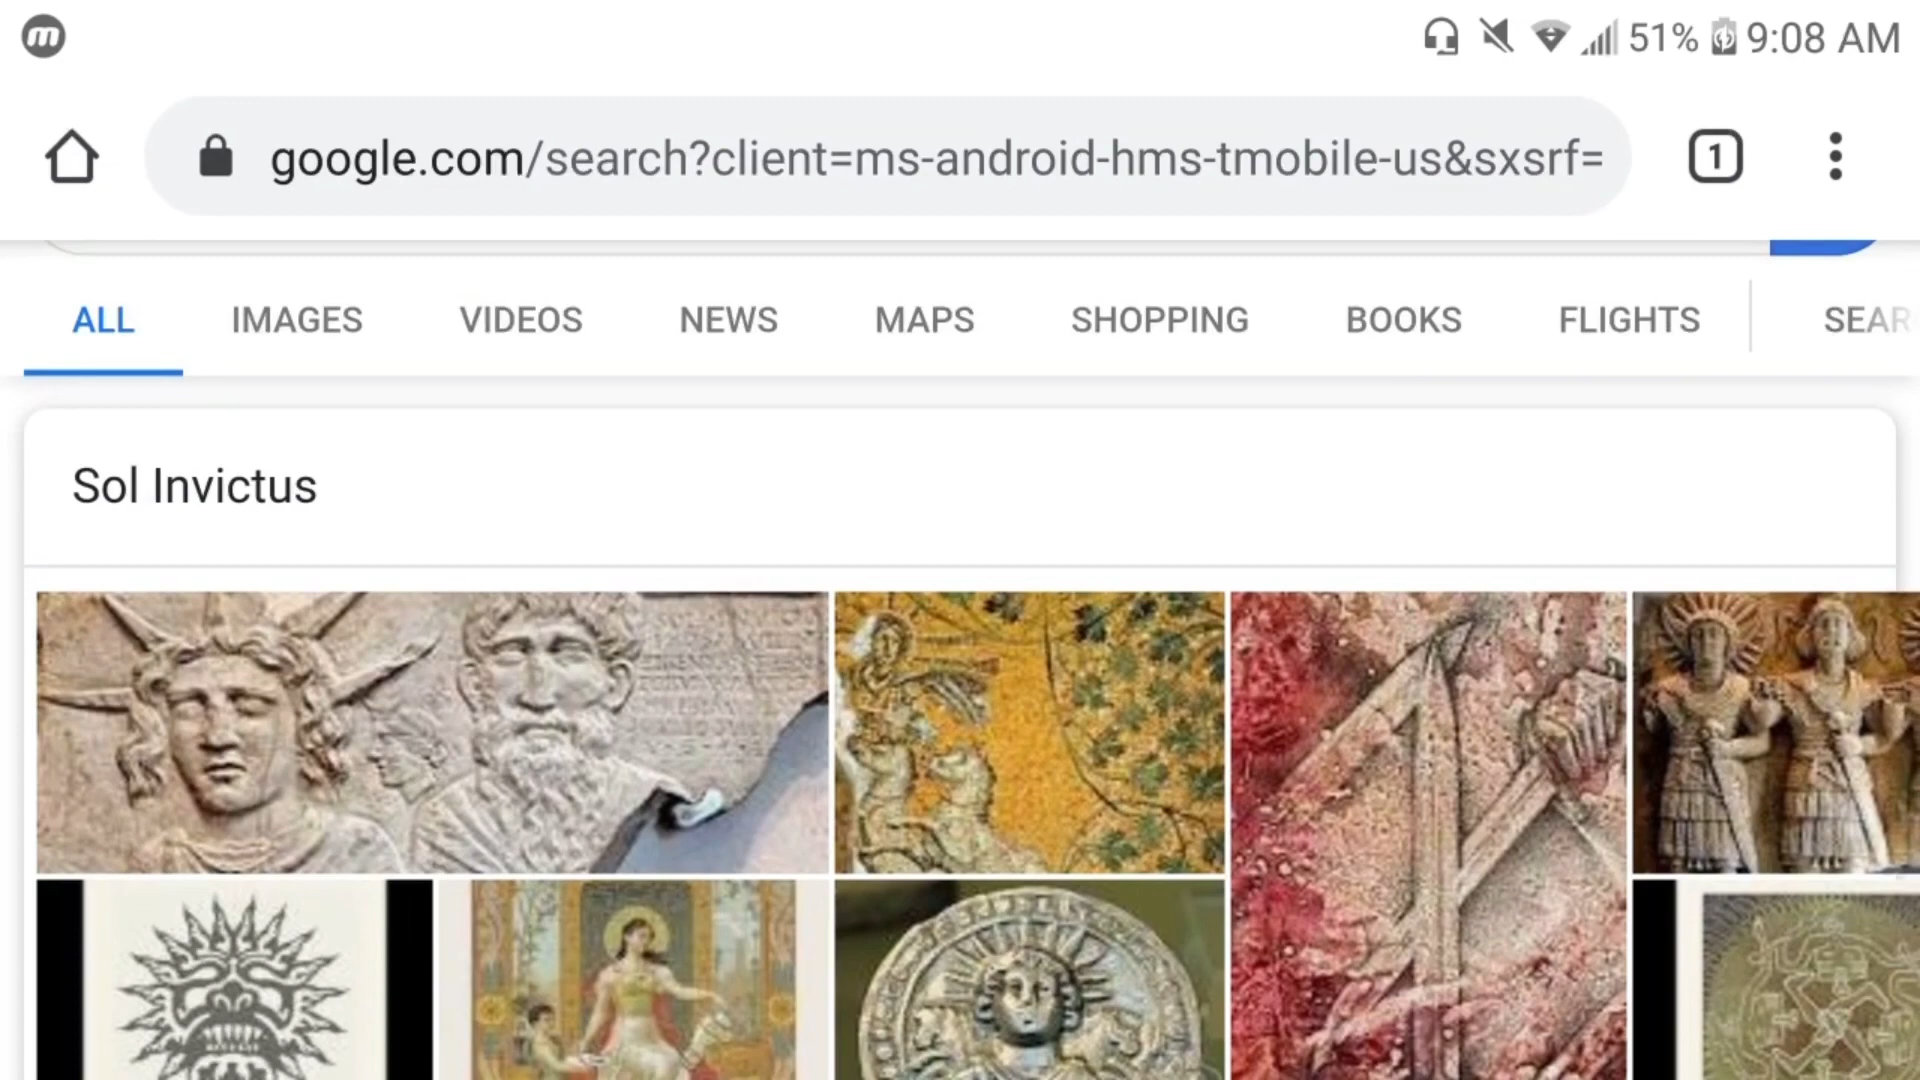 m
51% 9:08 AM
google.com/search?client=ms-android-hms-tmobile-us&sxsrf=
1
ALL IMAGES VIDEOS NEWS MAPS SHOPPING BOOKS FLIGHTS SEAR
Sol Invictus